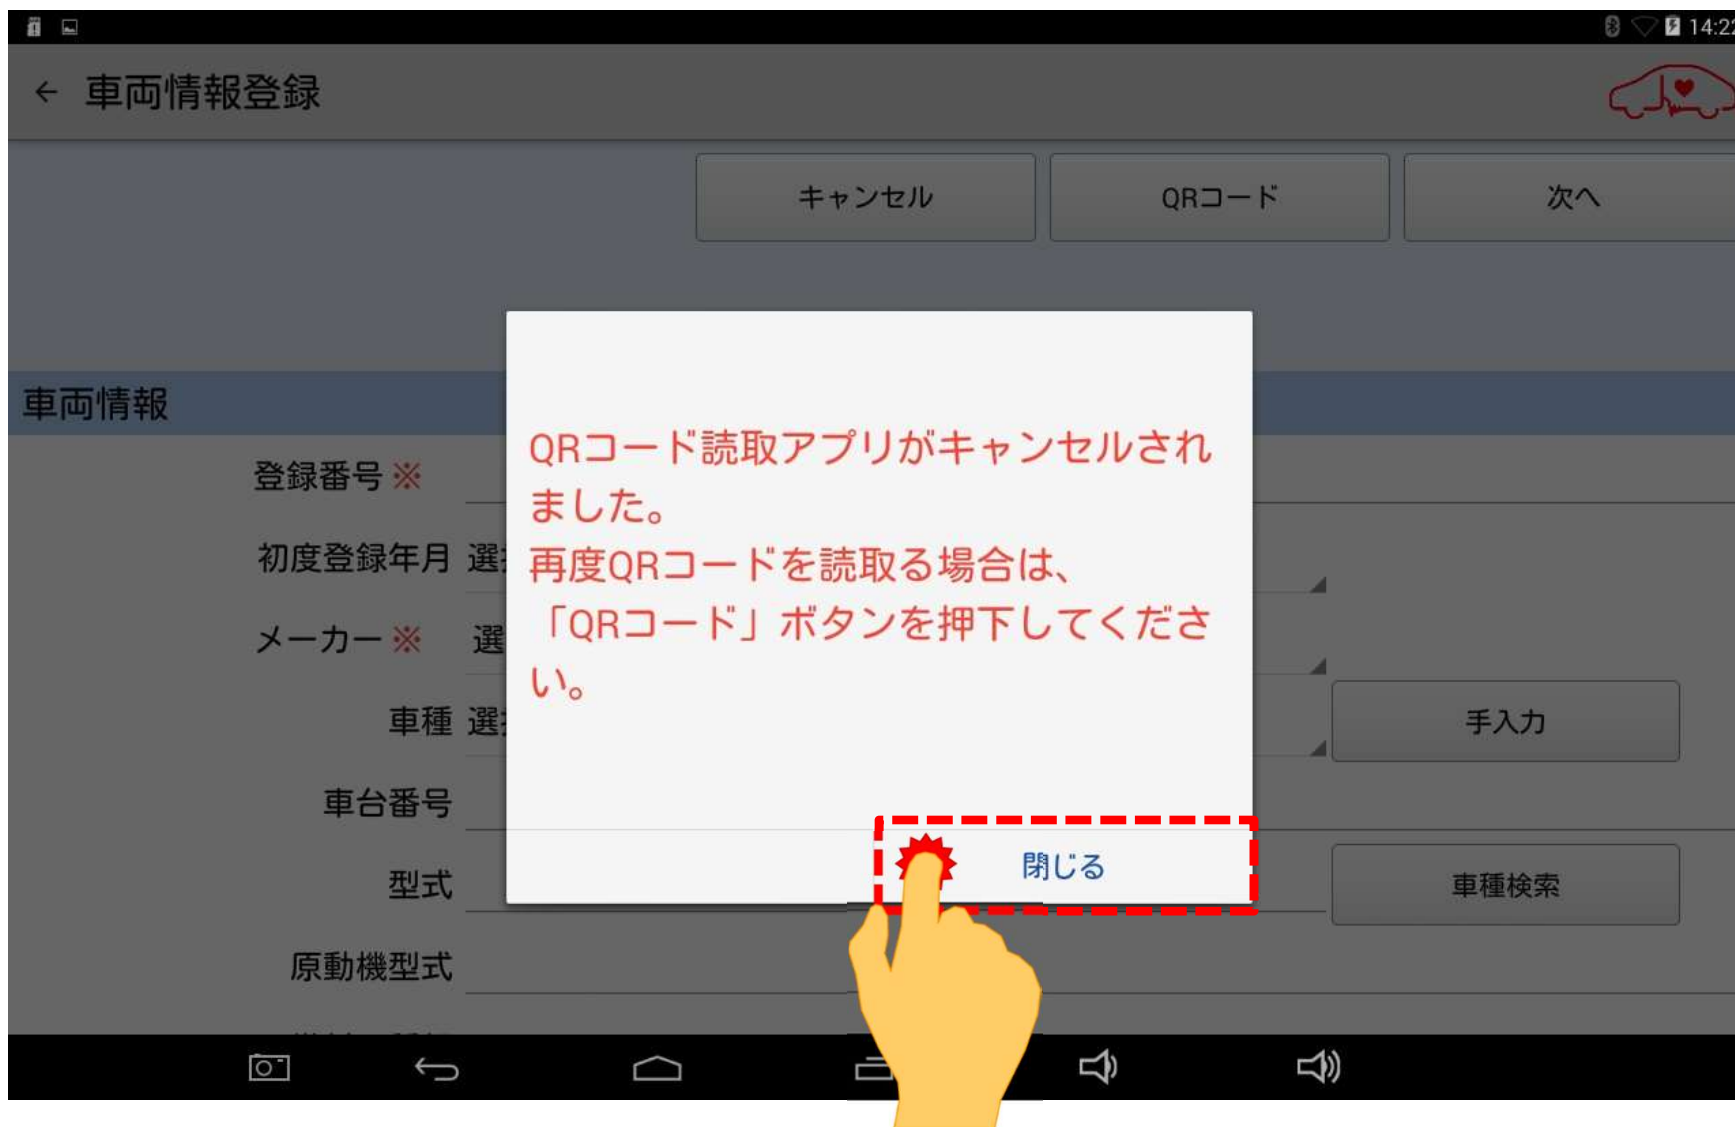 14:22
車両情報登録
キャンセル
QRコード
次へ
車両情報
QRコード読取アプリがキャンセルされ
ました。
再度QRコードを読取る場合は、
「QRコード」ボタンを押下してくださ
い。
閉じる
登録番号※
初度登録年月 選
メーカー※ 選
車種 選
手入力
車台番号
型式
車種検索
原動機型式